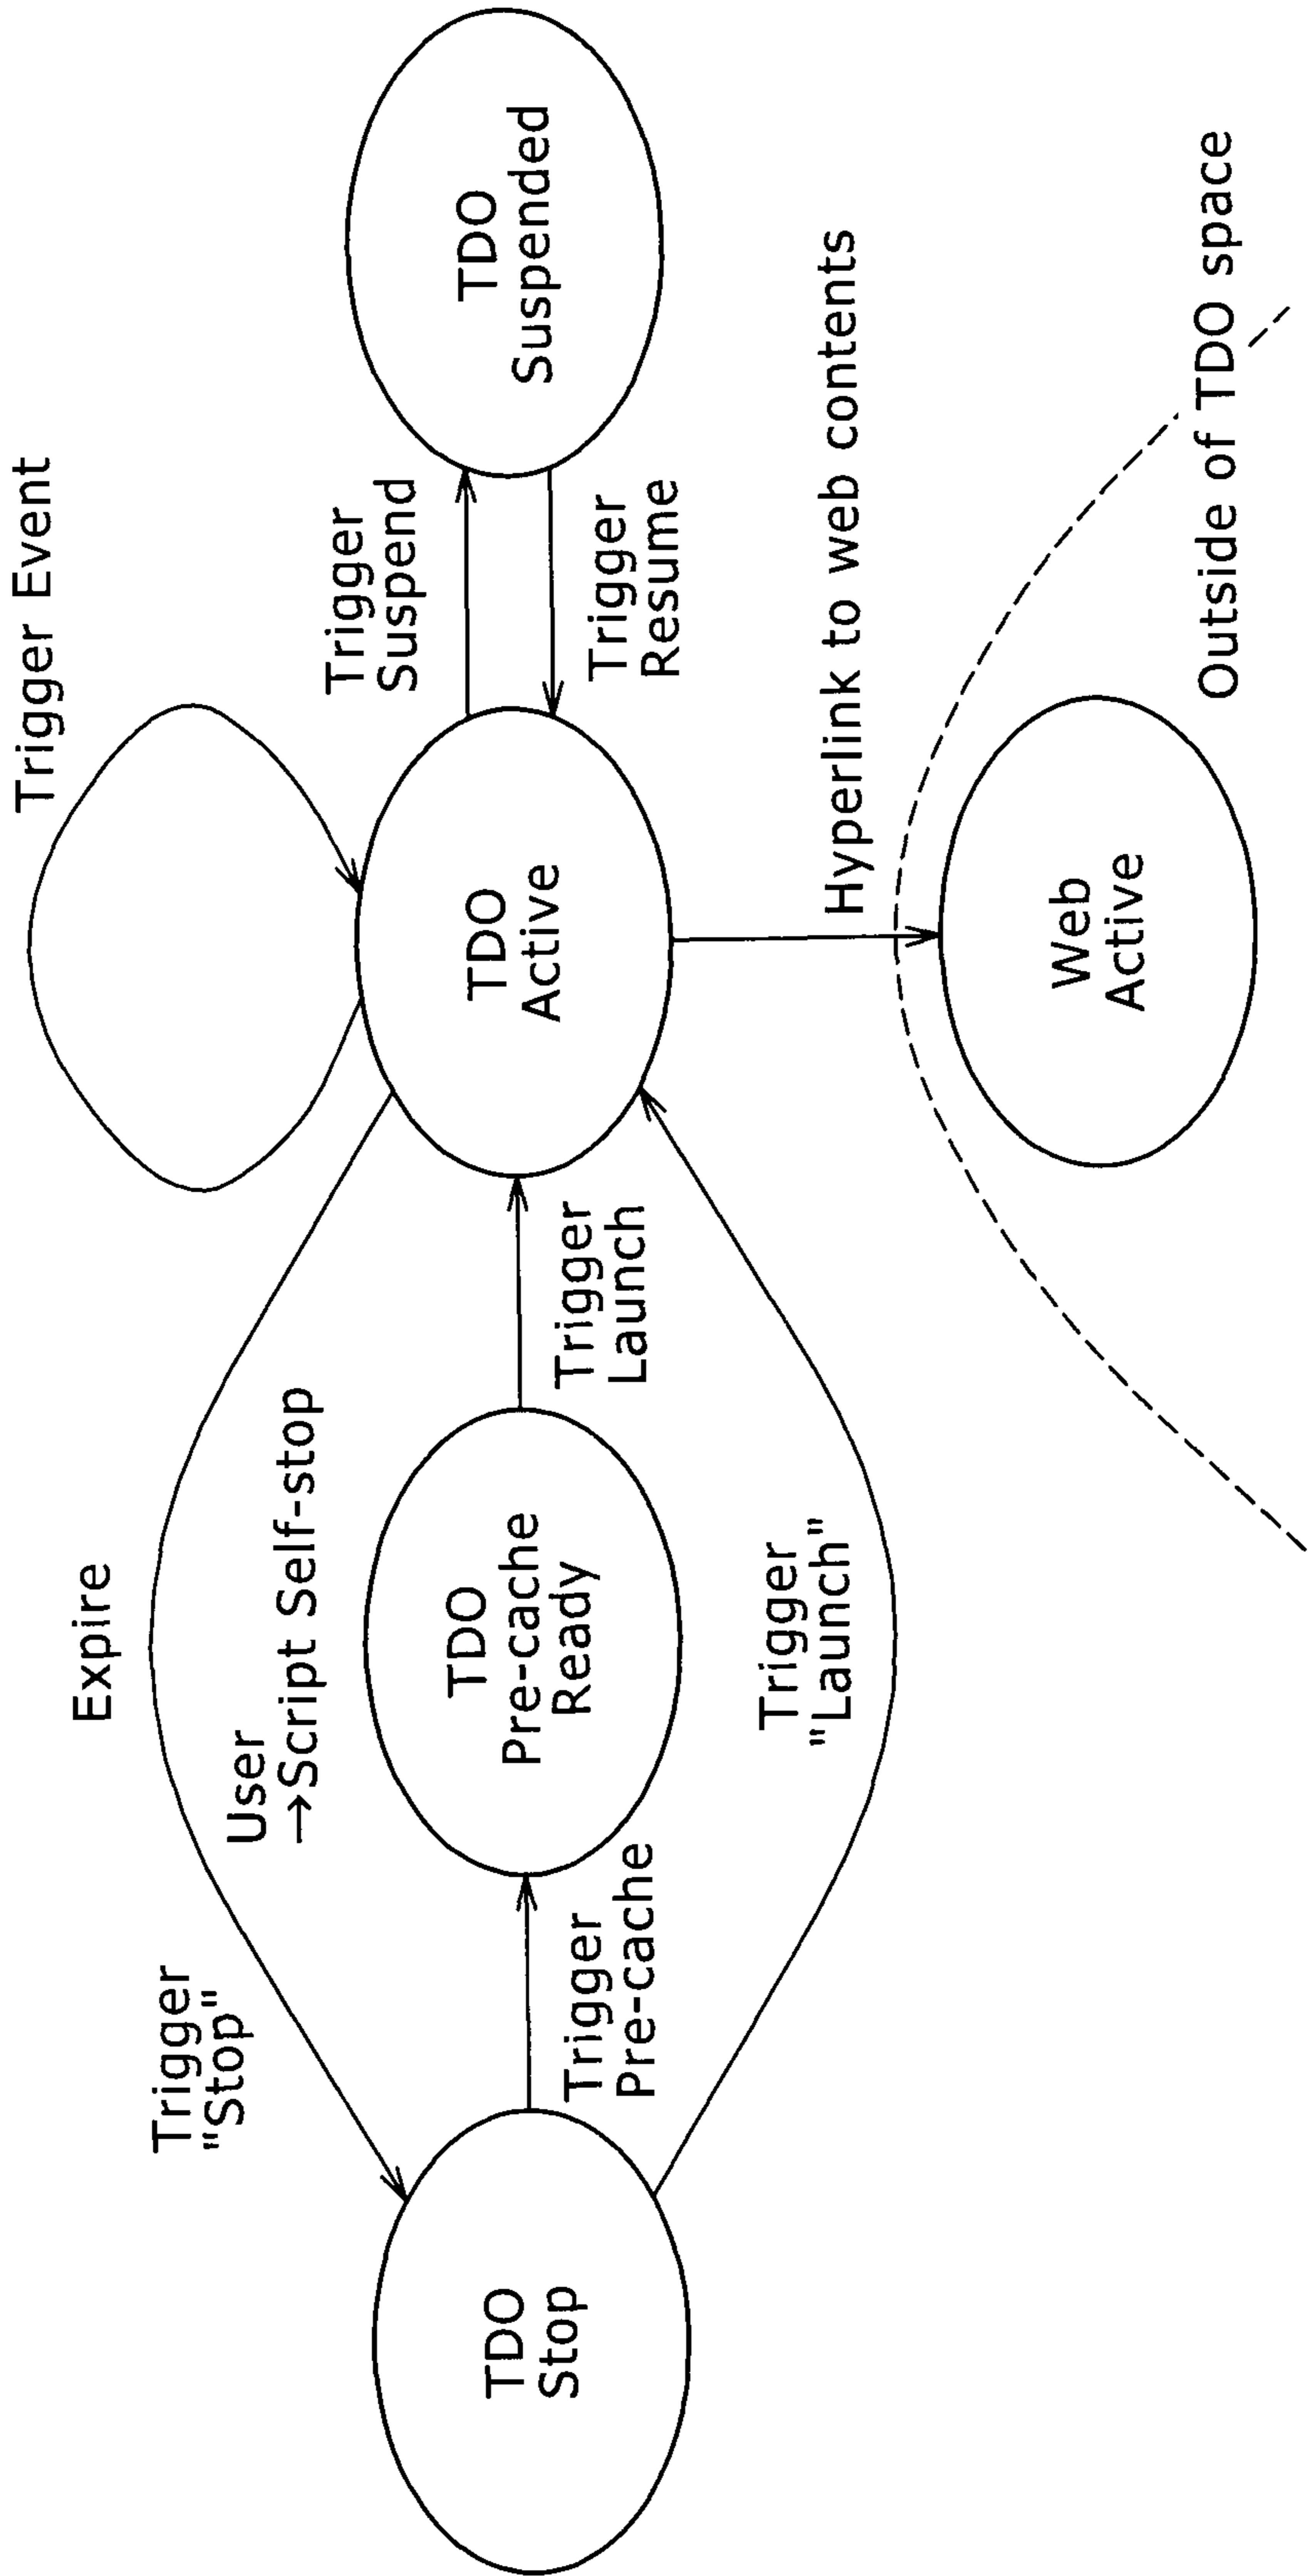 Trigger Event
Expire
Trigger
"Stop"
User
→Script Self-stop
Trigger
Suspend
TDO
Stop
TDO
Pre-cache
Ready
TDO
Active
TDO
Suspended
Trigger
Pre-cache
Trigger
Launch
Trigger
Resume
Trigger
"Launch"
Hyperlink to web contents
Web
Active
Outside of TDO space